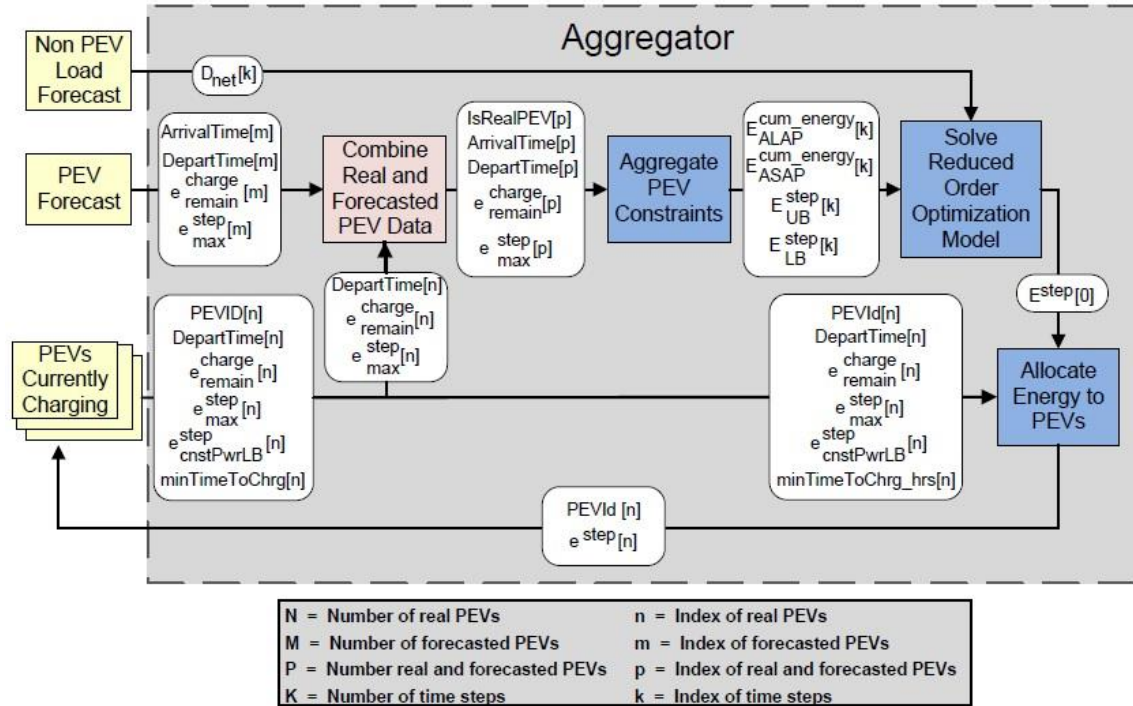 Aggregator
Non PEV
Load
Forecast
D net [k]
PEV
Forecast
ArrivalTime[m]
DepartTime[m]
e charge remain [m]
e step max [m]
Combine
Real and
Forecasted
PEV Data
IsRealPEV[p]
ArrivalTime[p]
DepartTime[p]
e charge remain [p]
e step max [p]
Aggregate
PEV
Constraints
E cum_energy ALAP [k]
E cum_energy ASAP [k]
E step UB [k]
E step LB [k]
Solve
Reduced
Order
Optimization
Model
E step [0]
DepartTime[n]
e charge remain [n]
e step max [n]
PEVs
Currently
Charging
PEVID[n]
DepartTime[n]
e charge remain [n]
e step max [n]
e step cnstPwrLB [n]
minTimeToChrg[n]
PEVId[n]
DepartTime[n]
e charge remain [n]
e step max [n]
e step cnstPwrLB [n]
minTimeToChrg_hrs[n]
Allocate
Energy to
PEVs
PEVId [n]
e step [n]
N = Number of real PEVs
n = Index of real PEVs
M = Number of forecasted PEVs
m = Index of forecasted PEVs
P = Number real and forecasted PEVs
p = Index of real and forecasted PEVs
K = Number of time steps
k = Index of time steps